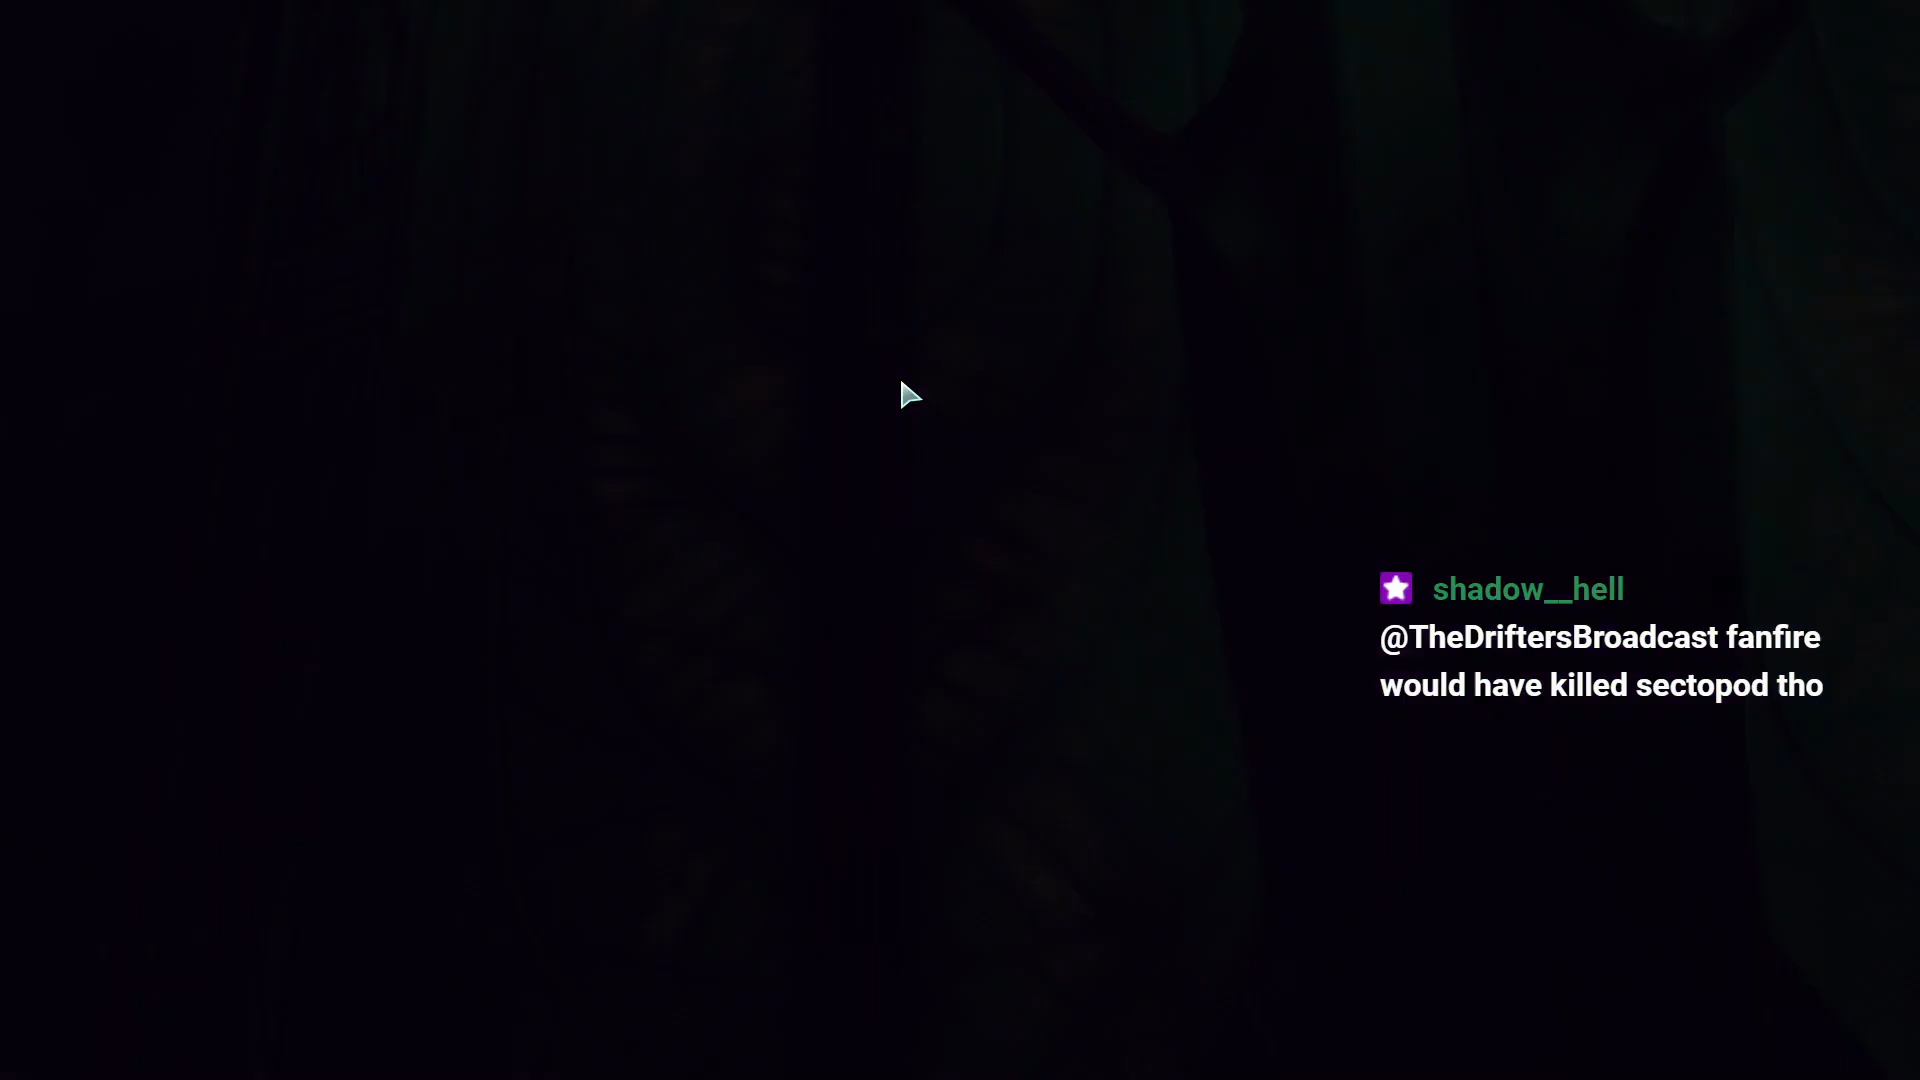 shadow__hell
@TheDriftersBroadcast fanfire
would have killed sectopod tho